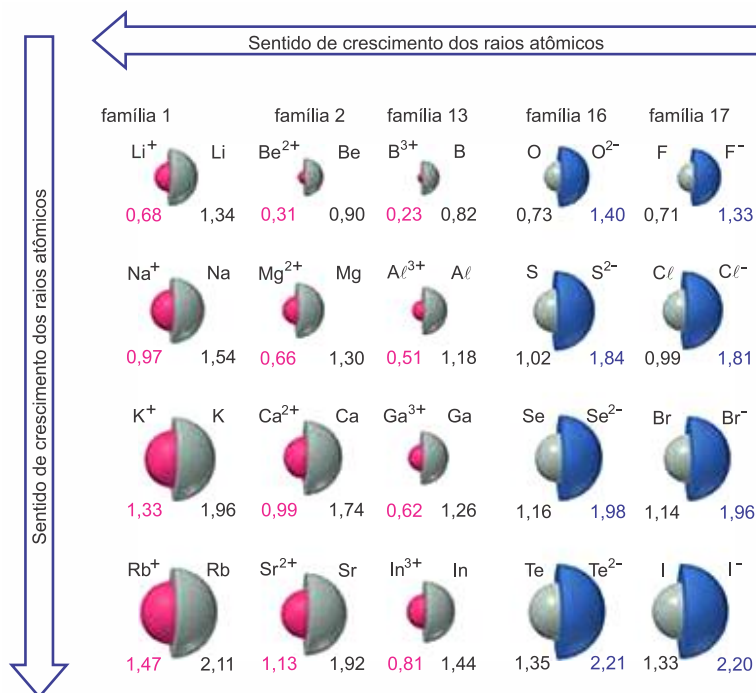 Sentido de crescimento dos raios atômicos
Sentido de crescimento dos raios atômicos
família 1 família 2 família 13 família 16 família 17
Li⁺ Li Be²⁺ Be B³⁺ B O O²⁻ F F⁻
0,68 1,34 0,31 0,90 0,23 0,82 0,73 1,40 0,71 1,33
Na⁺ Na Mg²⁺ Mg Aℓ³⁺ Aℓ S S²⁻ Cℓ Cℓ⁻
0,97 1,54 0,66 1,30 0,51 1,18 1,02 1,84 0,99 1,81
K⁺ K Ca²⁺ Ca Ga³⁺ Ga Se Se²⁻ Br Br⁻
1,33 1,96 0,99 1,74 0,62 1,26 1,16 1,98 1,14 1,96
Rb⁺ Rb Sr²⁺ Sr In³⁺ In Te Te²⁻ I I⁻
1,47 2,11 1,13 1,92 0,81 1,44 1,35 2,21 1,33 2,20